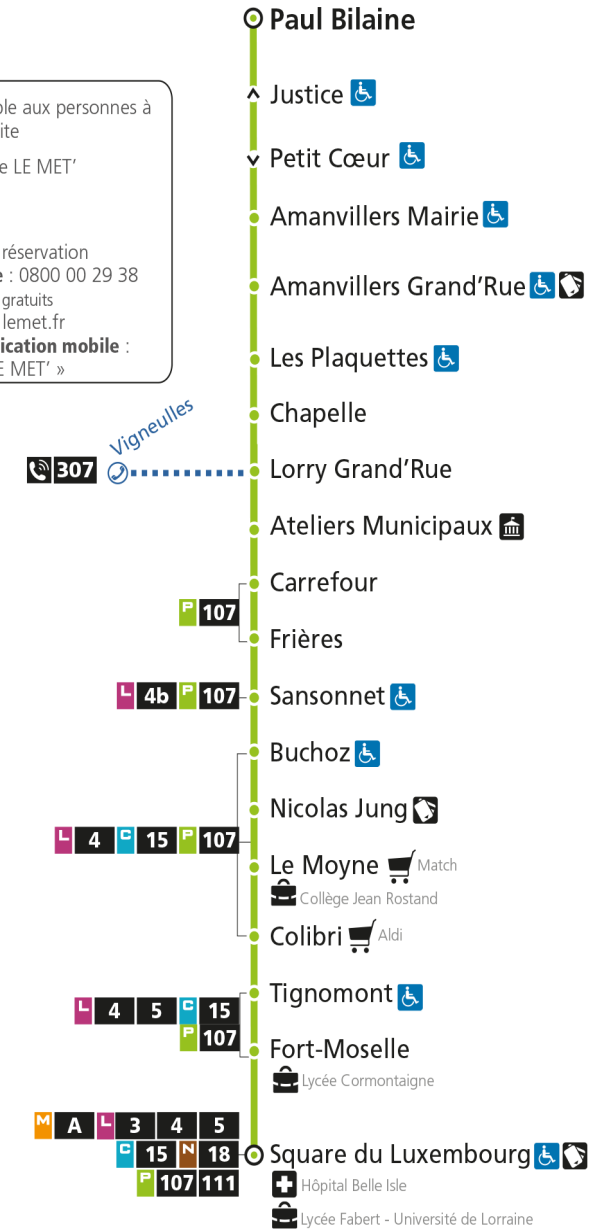 Paul Bilaine
Justice
Petit Cœur
Amanvillers Mairie
Amanvillers Grand'Rue
Les Plaquettes
Chapelle
Lorry Grand'Rue
Ateliers Municipaux
Carrefour
Frières
Sansonnet
Buchoz
Nicolas Jung
Le Moyne Match
Collège Jean Rostand
Colibri Aldi
Tignomont
Fort-Moselle
Lycée Cormontaigne
Square du Luxembourg
Hôpital Belle Isle
Lycée Fabert - Université de Lorraine
ble aux personnes à
ite
e LE MET'
réservation
e : 0800 00 29 38
gratuits
lemet.fr
ication mobile :
E MET' »
Vigneulles
307
P 107
L 4b P 107
L 4 C 15 P 107
L 4 5 C 15
P 107
M A L 3 4 5
C 15 N 18
P 107 111